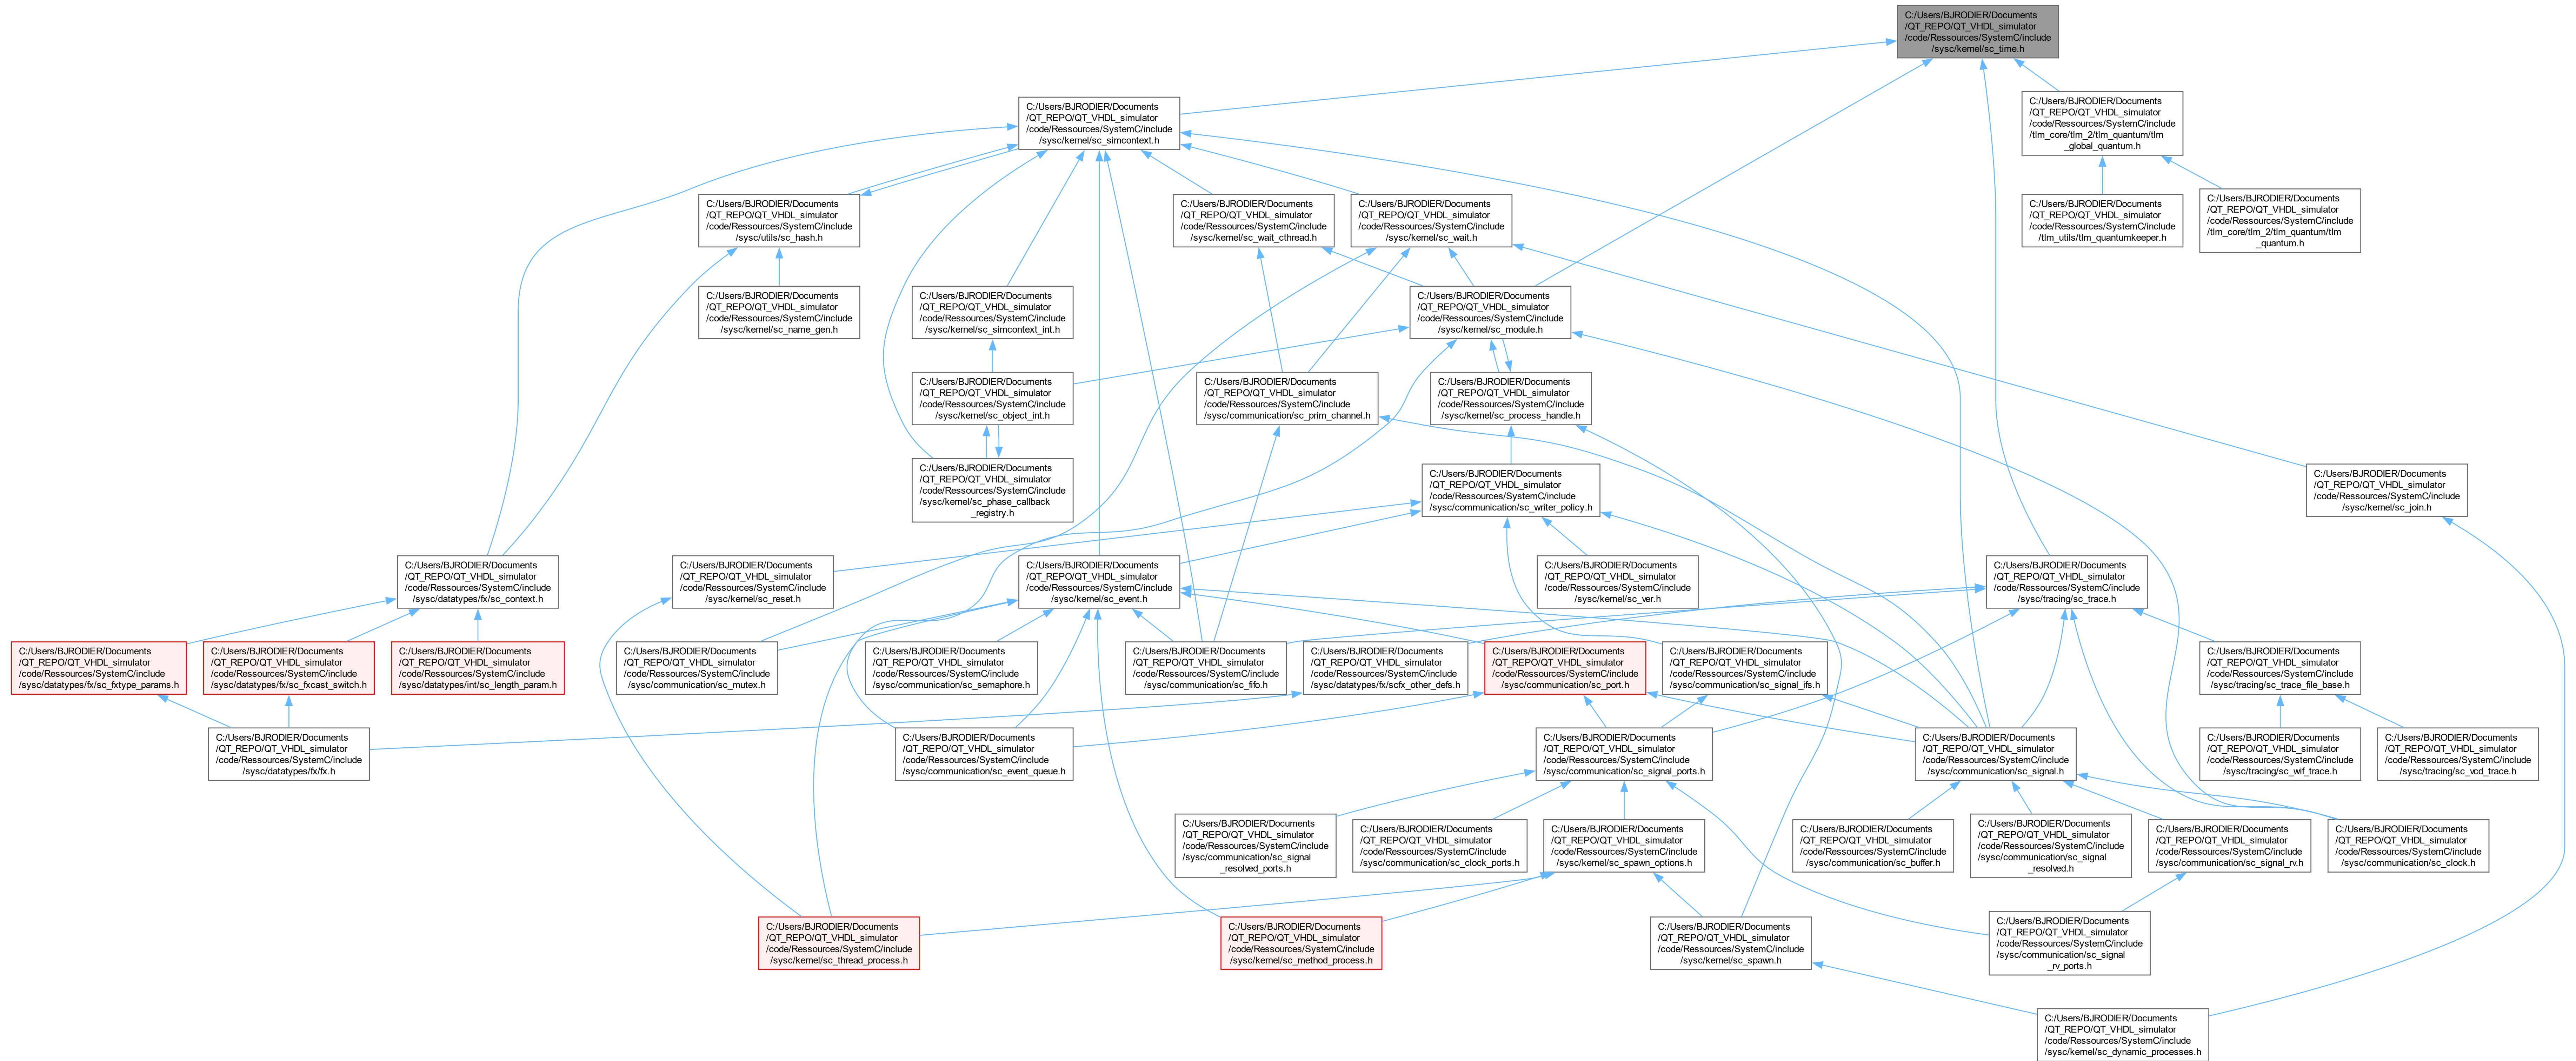 C:/Users/BJRODIER/Documents
/QT_REPO/QT_VHDL_simulator
/code/Ressources/SystemC/include
/sysc/kernel/sc_time.h
C:/Users/BJRODIER/Documents
/QT_REPO/QT_VHDL_simulator
/code/Ressources/SystemC/include
/tlm_core/tlm_2/tlm_quantum/tlm
_global_quantum.h
C:/Users/BJRODIER/Documents
/QT_REPO/QT_VHDL_simulator
/code/Ressources/SystemC/include
/sysc/kernel/sc_simcontext.h
C:/Users/BJRODIER/Documents
/QT_REPO/QT_VHDL_simulator
/code/Ressources/SystemC/include
/sysc/utils/sc_hash.h
C:/Users/BJRODIER/Documents
/QT_REPO/QT_VHDL_simulator
/code/Ressources/SystemC/include
/sysc/kernel/sc_wait_cthread.h
C:/Users/BJRODIER/Documents
/QT_REPO/QT_VHDL_simulator
/code/Ressources/SystemC/include
/sysc/kernel/sc_wait.h
C:/Users/BJRODIER/Documents
/QT_REPO/QT_VHDL_simulator
/code/Ressources/SystemC/include
/tlm_utils/tlm_quantumkeeper.h
C:/Users/BJRODIER/Documents
/QT_REPO/QT_VHDL_simulator
/code/Ressources/SystemC/include
/tlm_core/tlm_2/tlm_quantum/tlm
_quantum.h
C:/Users/BJRODIER/Documents
/QT_REPO/QT_VHDL_simulator
/code/Ressources/SystemC/include
/sysc/kernel/sc_name_gen.h
C:/Users/BJRODIER/Documents
/QT_REPO/QT_VHDL_simulator
/code/Ressources/SystemC/include
/sysc/kernel/sc_simcontext_int.h
C:/Users/BJRODIER/Documents
/QT_REPO/QT_VHDL_simulator
/code/Ressources/SystemC/include
/sysc/kernel/sc_module.h
C:/Users/BJRODIER/Documents
/QT_REPO/QT_VHDL_simulator
/code/Ressources/SystemC/include
/sysc/kernel/sc_object_int.h
C:/Users/BJRODIER/Documents
/QT_REPO/QT_VHDL_simulator
/code/Ressources/SystemC/include
/sysc/communication/sc_prim_channel.h
C:/Users/BJRODIER/Documents
/QT_REPO/QT_VHDL_simulator
/code/Ressources/SystemC/include
/sysc/kernel/sc_process_handle.h
C:/Users/BJRODIER/Documents
/QT_REPO/QT_VHDL_simulator
/code/Ressources/SystemC/include
/sysc/kernel/sc_phase_callback
_registry.h
C:/Users/BJRODIER/Documents
/QT_REPO/QT_VHDL_simulator
/code/Ressources/SystemC/include
/sysc/communication/sc_writer_policy.h
C:/Users/BJRODIER/Documents
/QT_REPO/QT_VHDL_simulator
/code/Ressources/SystemC/include
/sysc/kernel/sc_join.h
C:/Users/BJRODIER/Documents
/QT_REPO/QT_VHDL_simulator
/code/Ressources/SystemC/include
/sysc/datatypes/fx/sc_context.h
C:/Users/BJRODIER/Documents
/QT_REPO/QT_VHDL_simulator
/code/Ressources/SystemC/include
/sysc/kernel/sc_reset.h
C:/Users/BJRODIER/Documents
/QT_REPO/QT_VHDL_simulator
/code/Ressources/SystemC/include
/sysc/kernel/sc_event.h
C:/Users/BJRODIER/Documents
/QT_REPO/QT_VHDL_simulator
/code/Ressources/SystemC/include
/sysc/kernel/sc_ver.h
C:/Users/BJRODIER/Documents
/QT_REPO/QT_VHDL_simulator
/code/Ressources/SystemC/include
/sysc/tracing/sc_trace.h
C:/Users/BJRODIER/Documents
/QT_REPO/QT_VHDL_simulator
/code/Ressources/SystemC/include
/sysc/datatypes/fx/sc_fxtype_params.h
C:/Users/BJRODIER/Documents
/QT_REPO/QT_VHDL_simulator
/code/Ressources/SystemC/include
/sysc/datatypes/fx/sc_fxcast_switch.h
C:/Users/BJRODIER/Documents
/QT_REPO/QT_VHDL_simulator
/code/Ressources/SystemC/include
/sysc/datatypes/int/sc_length_param.h
C:/Users/BJRODIER/Documents
/QT_REPO/QT_VHDL_simulator
/code/Ressources/SystemC/include
/sysc/communication/sc_mutex.h
C:/Users/BJRODIER/Documents
/QT_REPO/QT_VHDL_simulator
/code/Ressources/SystemC/include
/sysc/communication/sc_semaphore.h
C:/Users/BJRODIER/Documents
/QT_REPO/QT_VHDL_simulator
/code/Ressources/SystemC/include
/sysc/communication/sc_fifo.h
C:/Users/BJRODIER/Documents
/QT_REPO/QT_VHDL_simulator
/code/Ressources/SystemC/include
/sysc/datatypes/fx/scfx_other_defs.h
C:/Users/BJRODIER/Documents
/QT_REPO/QT_VHDL_simulator
/code/Ressources/SystemC/include
/sysc/communication/sc_port.h
C:/Users/BJRODIER/Documents
/QT_REPO/QT_VHDL_simulator
/code/Ressources/SystemC/include
/sysc/communication/sc_signal_ifs.h
C:/Users/BJRODIER/Documents
/QT_REPO/QT_VHDL_simulator
/code/Ressources/SystemC/include
/sysc/tracing/sc_trace_file_base.h
C:/Users/BJRODIER/Documents
/QT_REPO/QT_VHDL_simulator
/code/Ressources/SystemC/include
/sysc/datatypes/fx/fx.h
C:/Users/BJRODIER/Documents
/QT_REPO/QT_VHDL_simulator
/code/Ressources/SystemC/include
/sysc/communication/sc_event_queue.h
C:/Users/BJRODIER/Documents
/QT_REPO/QT_VHDL_simulator
/code/Ressources/SystemC/include
/sysc/communication/sc_signal_ports.h
C:/Users/BJRODIER/Documents
/QT_REPO/QT_VHDL_simulator
/code/Ressources/SystemC/include
/sysc/communication/sc_signal.h
C:/Users/BJRODIER/Documents
/QT_REPO/QT_VHDL_simulator
/code/Ressources/SystemC/include
/sysc/tracing/sc_wif_trace.h
C:/Users/BJRODIER/Documents
/QT_REPO/QT_VHDL_simulator
/code/Ressources/SystemC/include
/sysc/tracing/sc_vcd_trace.h
C:/Users/BJRODIER/Documents
/QT_REPO/QT_VHDL_simulator
/code/Ressources/SystemC/include
/sysc/communication/sc_signal
_resolved_ports.h
C:/Users/BJRODIER/Documents
/QT_REPO/QT_VHDL_simulator
/code/Ressources/SystemC/include
/sysc/communication/sc_clock_ports.h
C:/Users/BJRODIER/Documents
/QT_REPO/QT_VHDL_simulator
/code/Ressources/SystemC/include
/sysc/kernel/sc_spawn_options.h
C:/Users/BJRODIER/Documents
/QT_REPO/QT_VHDL_simulator
/code/Ressources/SystemC/include
/sysc/communication/sc_buffer.h
C:/Users/BJRODIER/Documents
/QT_REPO/QT_VHDL_simulator
/code/Ressources/SystemC/include
/sysc/communication/sc_signal
_resolved.h
C:/Users/BJRODIER/Documents
/QT_REPO/QT_VHDL_simulator
/code/Ressources/SystemC/include
/sysc/communication/sc_signal_rv.h
C:/Users/BJRODIER/Documents
/QT_REPO/QT_VHDL_simulator
/code/Ressources/SystemC/include
/sysc/communication/sc_clock.h
C:/Users/BJRODIER/Documents
/QT_REPO/QT_VHDL_simulator
/code/Ressources/SystemC/include
/sysc/kernel/sc_thread_process.h
C:/Users/BJRODIER/Documents
/QT_REPO/QT_VHDL_simulator
/code/Ressources/SystemC/include
/sysc/kernel/sc_method_process.h
C:/Users/BJRODIER/Documents
/QT_REPO/QT_VHDL_simulator
/code/Ressources/SystemC/include
/sysc/kernel/sc_spawn.h
C:/Users/BJRODIER/Documents
/QT_REPO/QT_VHDL_simulator
/code/Ressources/SystemC/include
/sysc/communication/sc_signal
_rv_ports.h
C:/Users/BJRODIER/Documents
/QT_REPO/QT_VHDL_simulator
/code/Ressources/SystemC/include
/sysc/kernel/sc_dynamic_processes.h